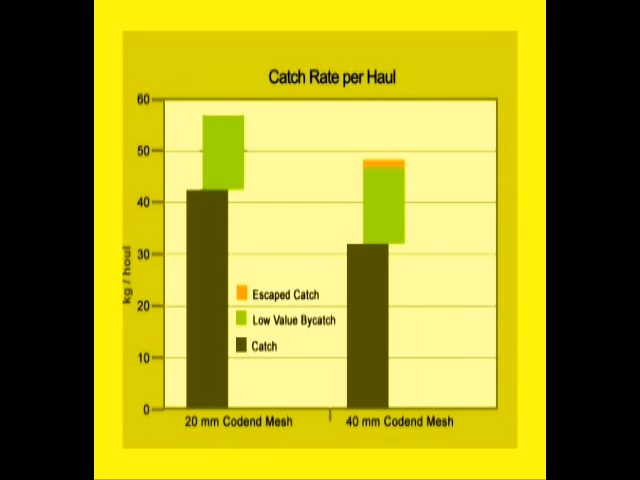 Catch Rate per Haul
60
50
40
30
20
10
0
kg / houl
Escaped Catch
Low Value Bycatch
Catch
20 mm Codend Mesh
40 mm Codend Mesh